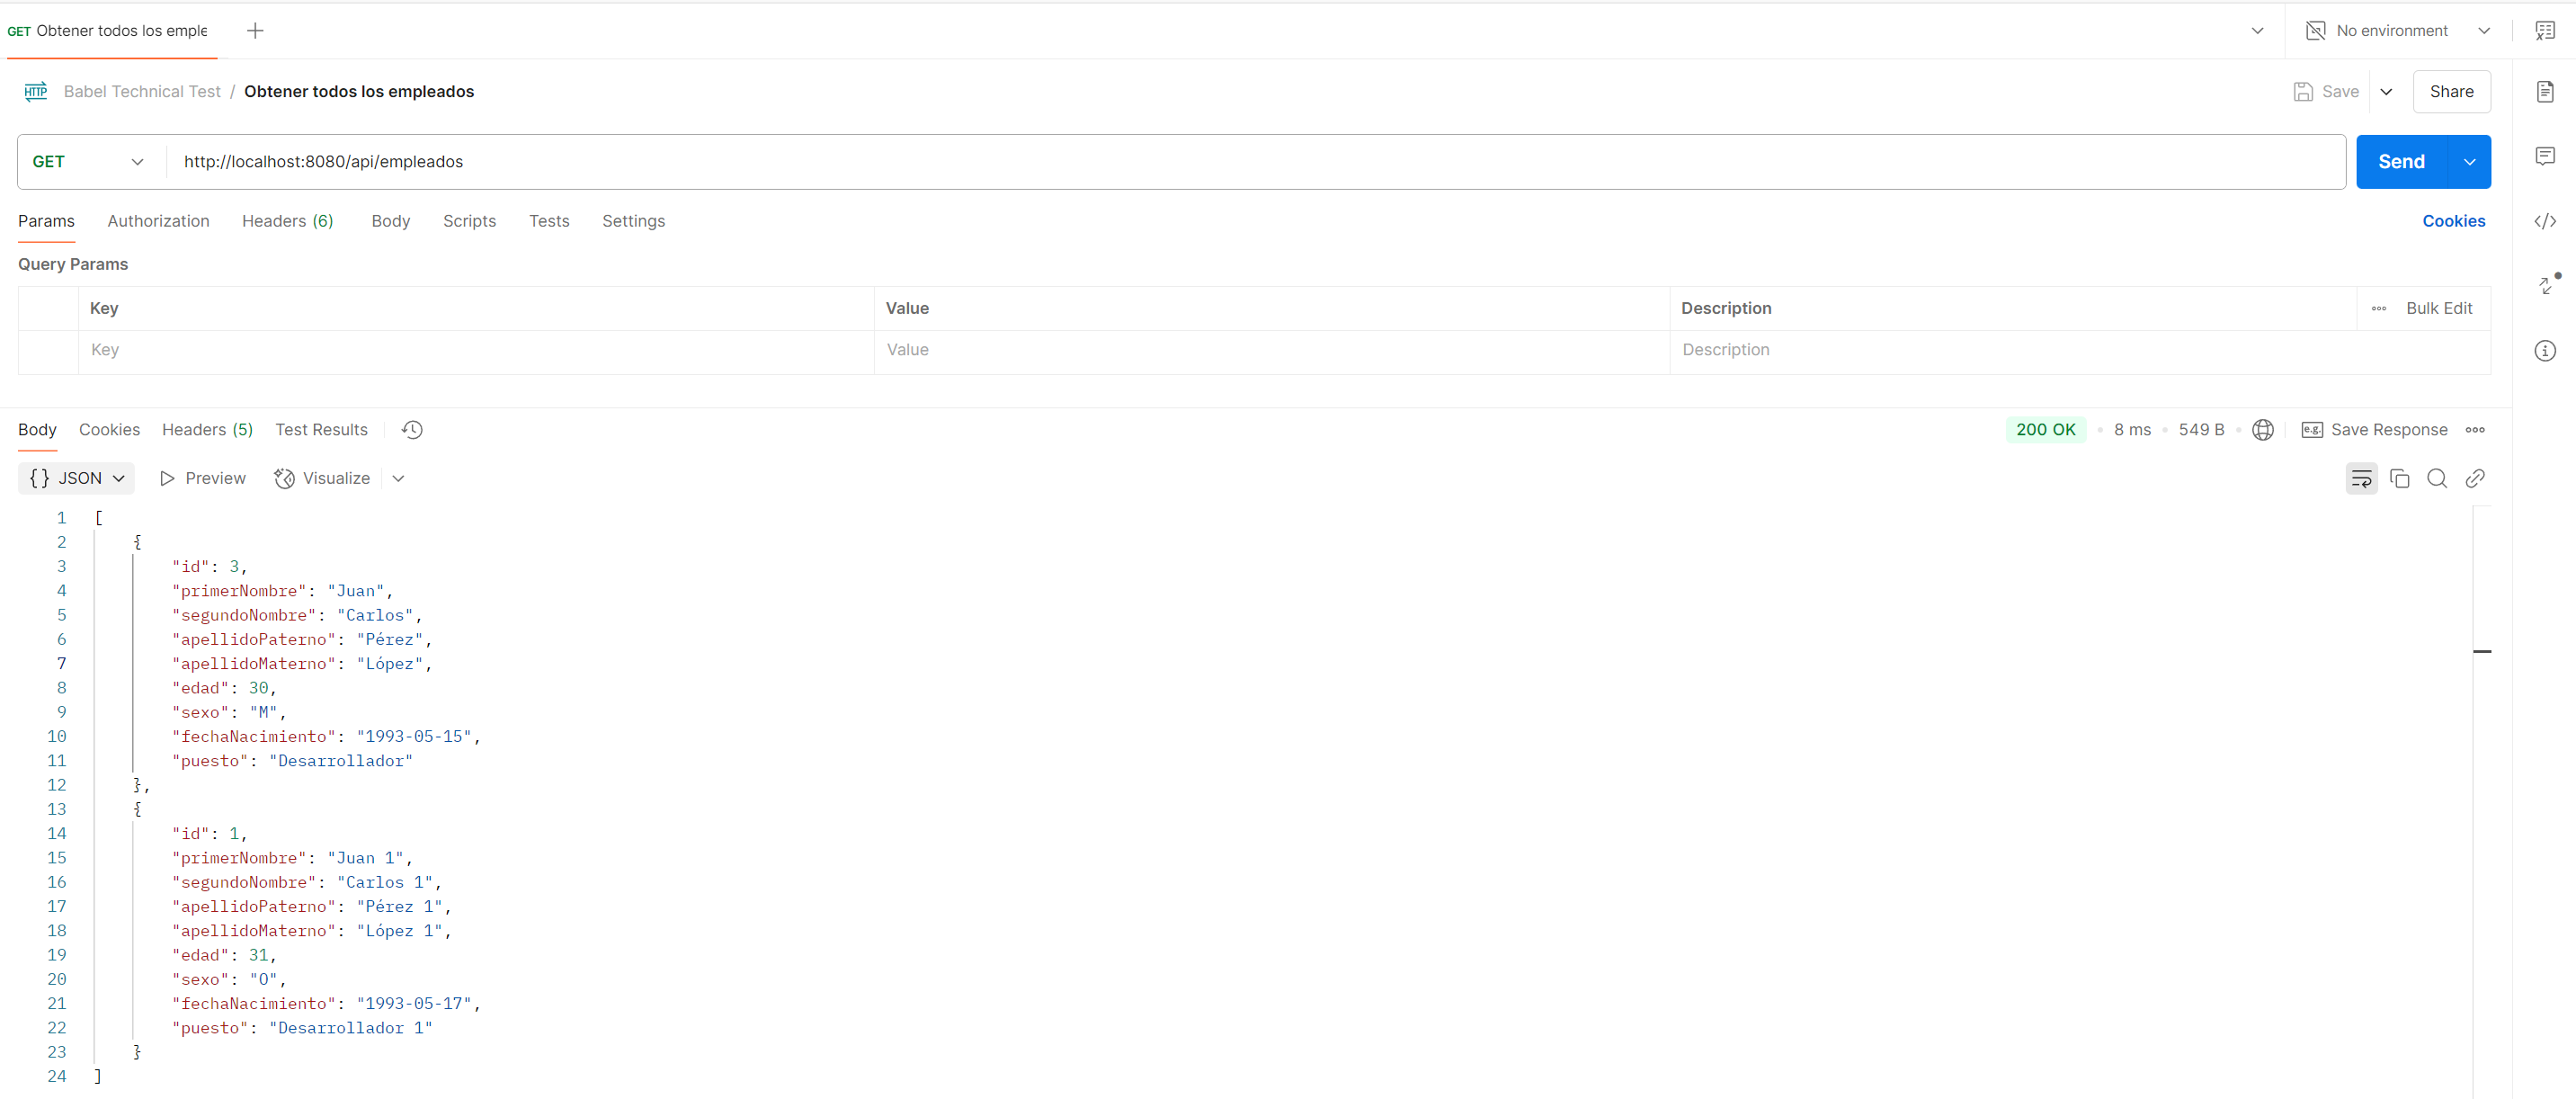 GET Obtener todos los emple
No environment
HTTP Babel Technical Test / Obtener todos los empleados
Save Share
GET http://localhost:8080/api/empleados Send
Params Authorization Headers (6) Body Scripts Tests Settings Cookies
Query Params
Key Value Description Bulk Edit
Key Value Description
Body Cookies Headers (5) Test Results 200 OK • 8 ms • 549 B • e.g. Save Response
{} JSON Preview Visualize
1 [
2 {
3 "id": 3,
4 "primerNombre": "Juan",
5 "segundoNombre": "Carlos",
6 "apellidoPaterno": "Pérez",
7 "apellidoMaterno": "López",
8 "edad": 30,
9 "sexo": "M",
10 "fechaNacimiento": "1993-05-15",
11 "puesto": "Desarrollador"
12 },
13 {
14 "id": 1,
15 "primerNombre": "Juan 1",
16 "segundoNombre": "Carlos 1",
17 "apellidoPaterno": "Pérez 1",
18 "apellidoMaterno": "López 1",
19 "edad": 31,
20 "sexo": "O",
21 "fechaNacimiento": "1993-05-17",
22 "puesto": "Desarrollador 1"
23 }
24 ]